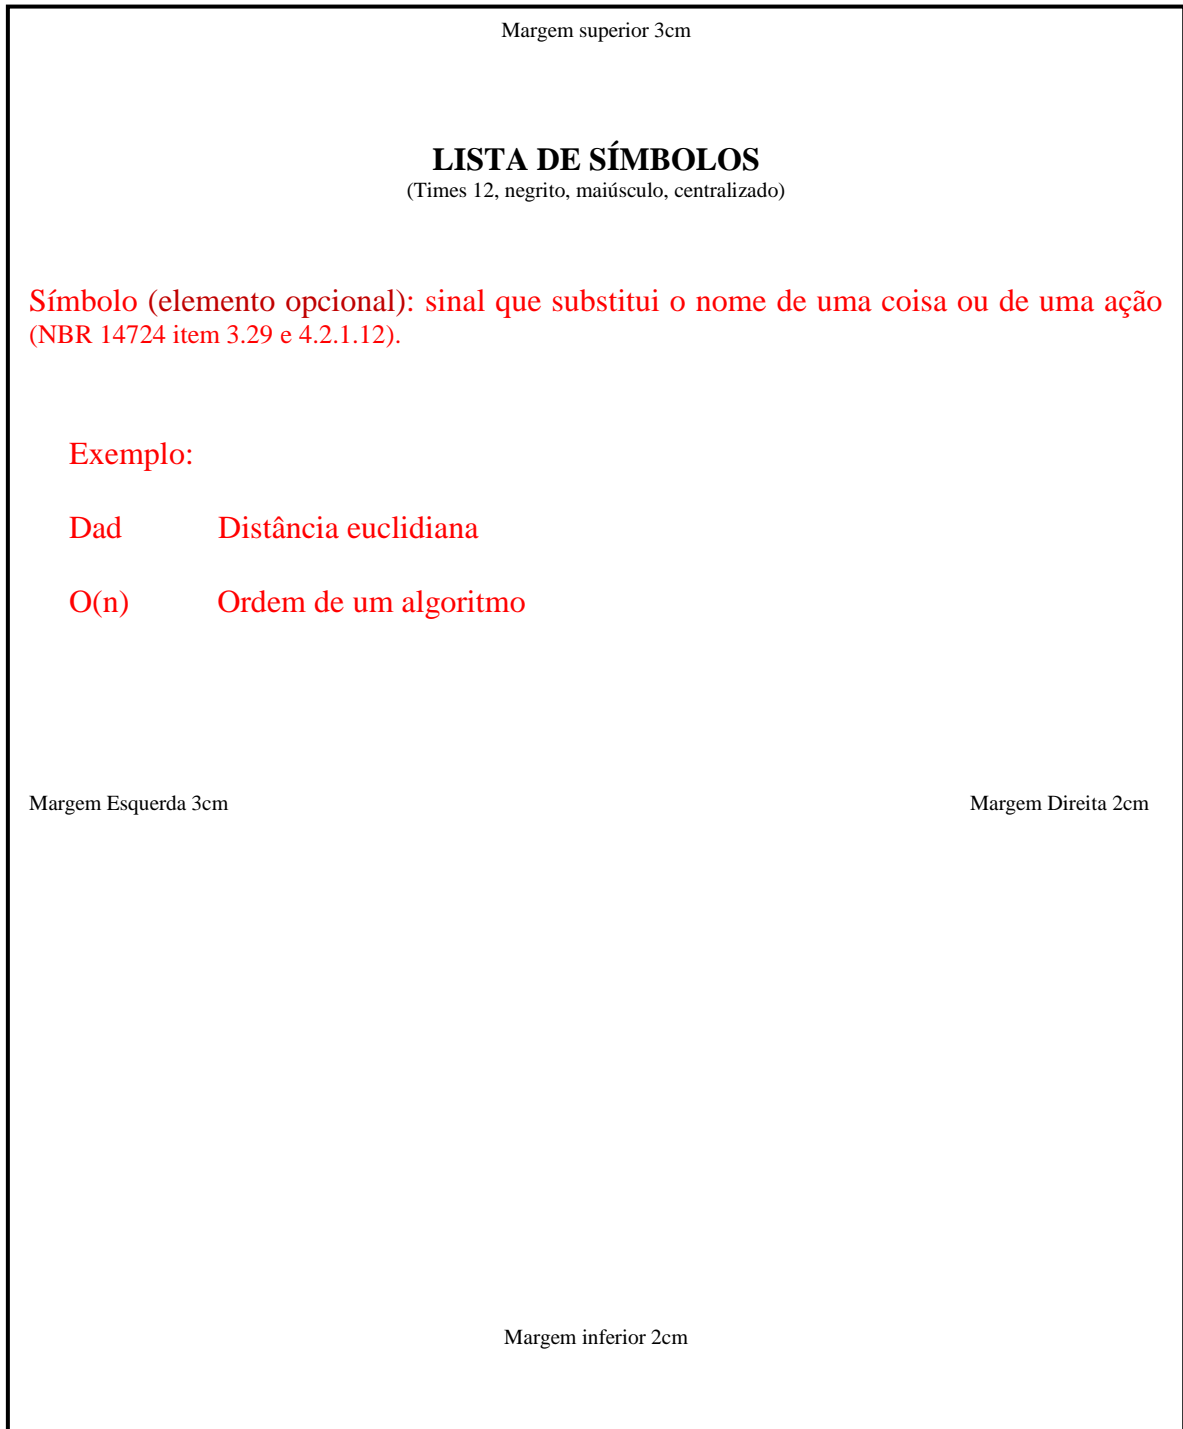 Margem superior 3cm
LISTA DE SÍMBOLOS
(Times 12, negrito, maiúsculo, centralizado)
Símbolo (elemento opcional): sinal que substitui o nome de uma coisa ou de uma ação
(NBR 14724 item 3.29 e 4.2.1.12).
Exemplo:
Dad Distância euclidiana
O(n) Ordem de um algoritmo
Margem Esquerda 3cm Margem Direita 2cm
Margem inferior 2cm